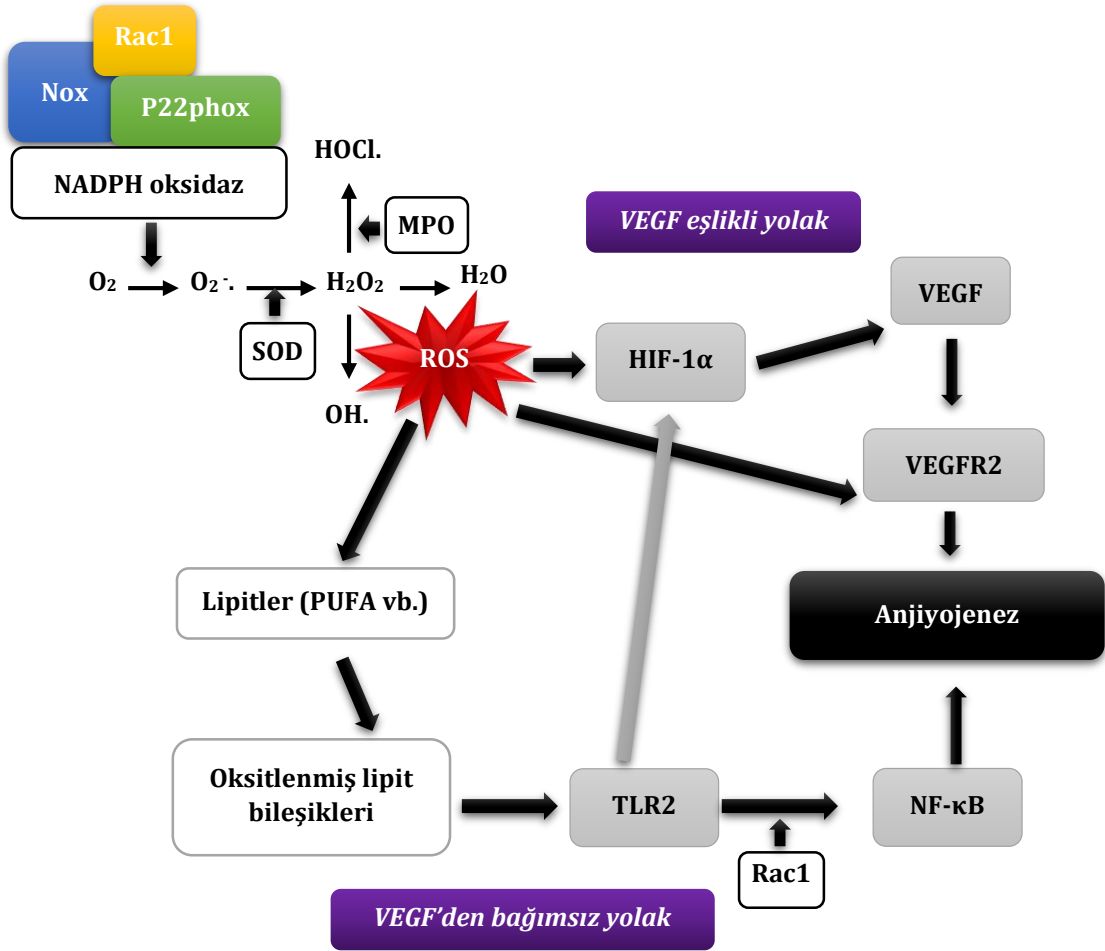 Rac1
Nox
P22phox
NADPH oksidaz
HOCl.
MPO
VEGF eşlikli yolak
O₂
O₂⁻.
H₂O₂
H₂O
SOD
ROS
OH.
HIF-1α
VEGF
VEGFR2
Anjiyojenez
Lipitler (PUFA vb.)
Oksitlenmiş lipit
bileşikleri
TLR2
Rac1
NF-κB
VEGF’den bağımsız yolak